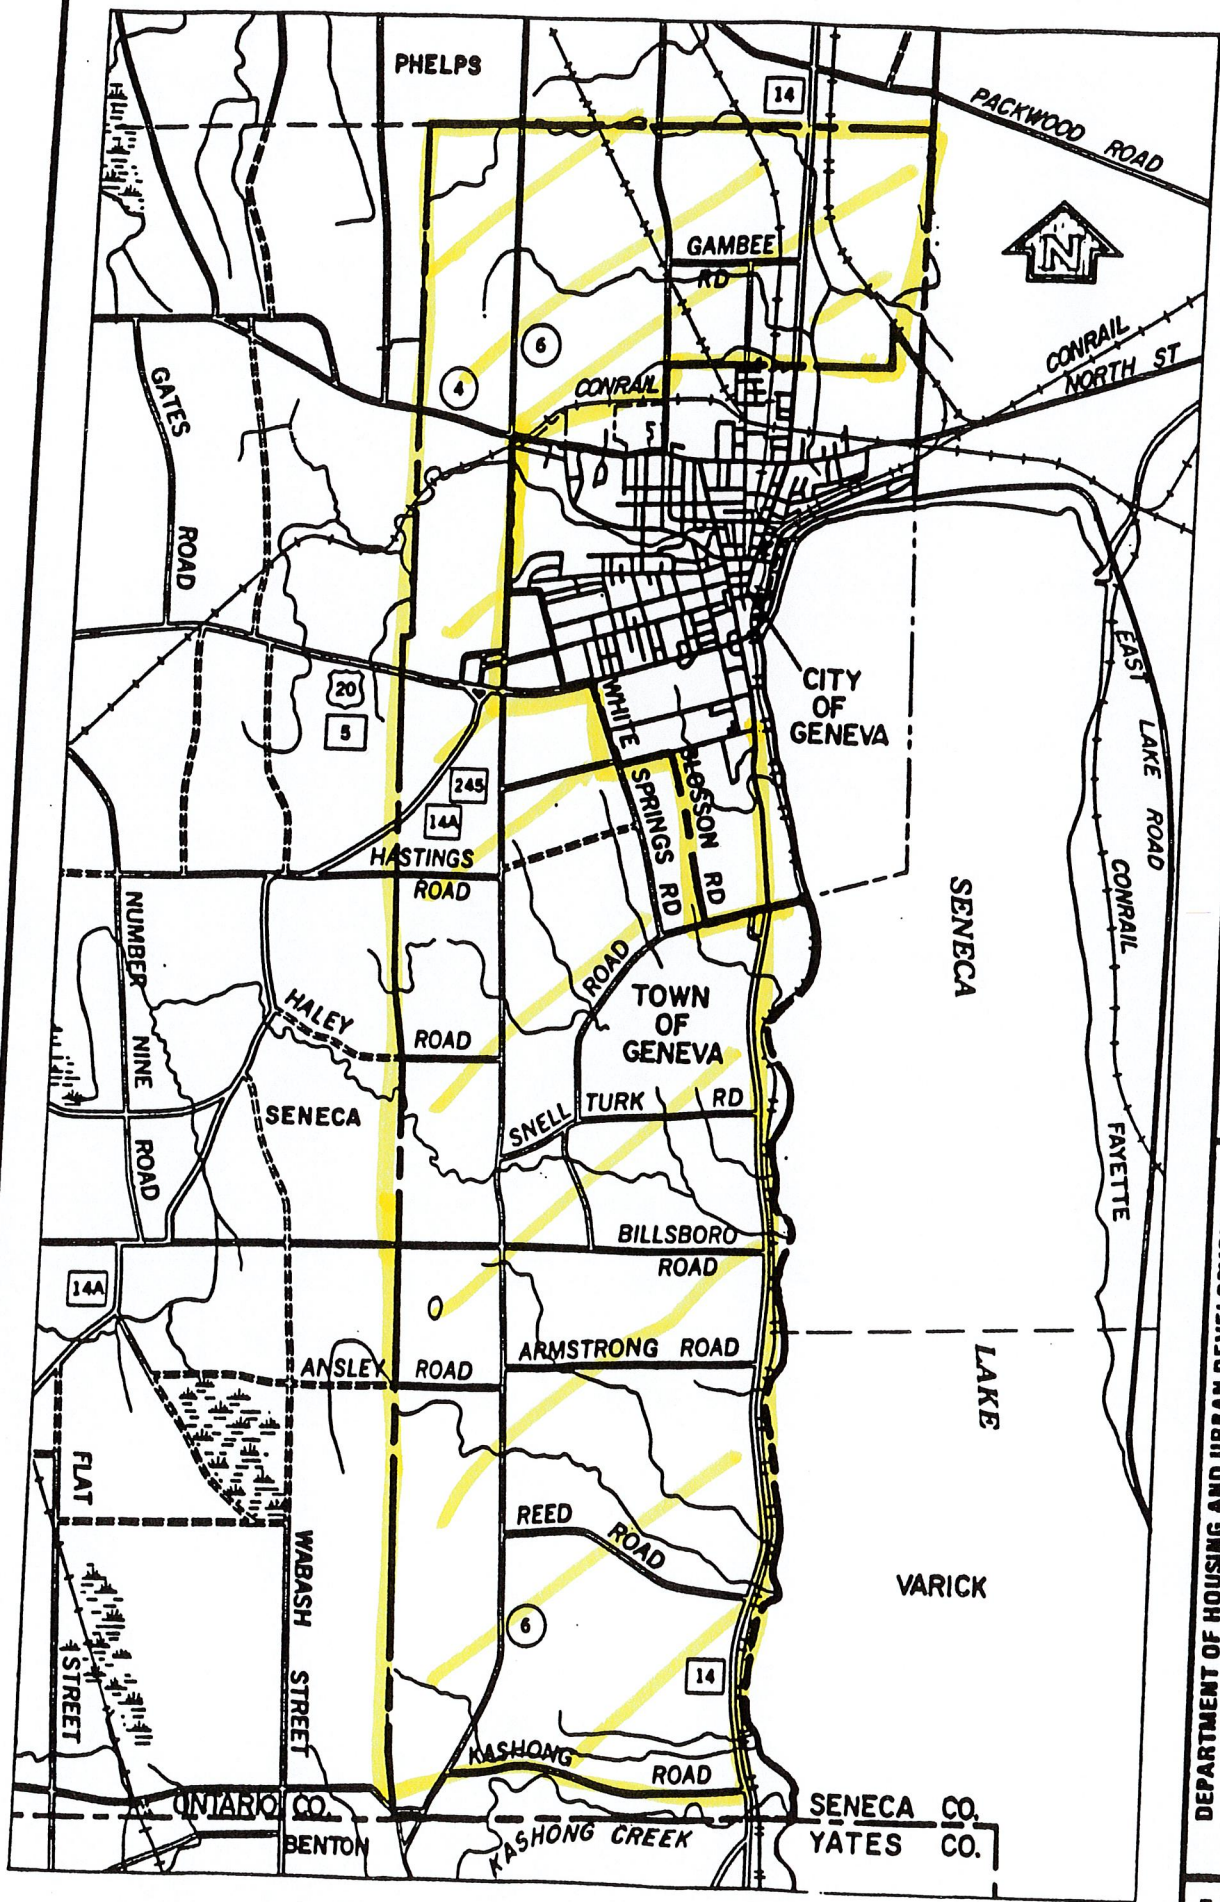 PHELPS
14
PACKWOOD ROAD
GAMBEE
RD
N
6
4
CONRAIL
CONRAIL
NORTH ST
GATES
ROAD
20
5
CITY
OF
GENEVA
WHITE
SPRINGS RD
BLOSSON RD
EAST LAKE ROAD
CONRAIL
245
14A
HASTINGS
ROAD
SENECA
LAKE
NUMBER NINE ROAD
HALEY
ROAD
ROAD
TOWN
OF
GENEVA
SENECA
SNELL
TURK RD
FAYETTE
BILLSBORO
ROAD
14A
ARMSTRONG ROAD
ANSLEY ROAD
FLAT
STREET
WABASH STREET
REED
ROAD
VARICK
6
14
KASHONG
ROAD
ONTARIO CO.
BENTON
KASHONG CREEK
SENECA CO.
YATES CO.
DEPARTMENT OF HOUSING AND URBAN